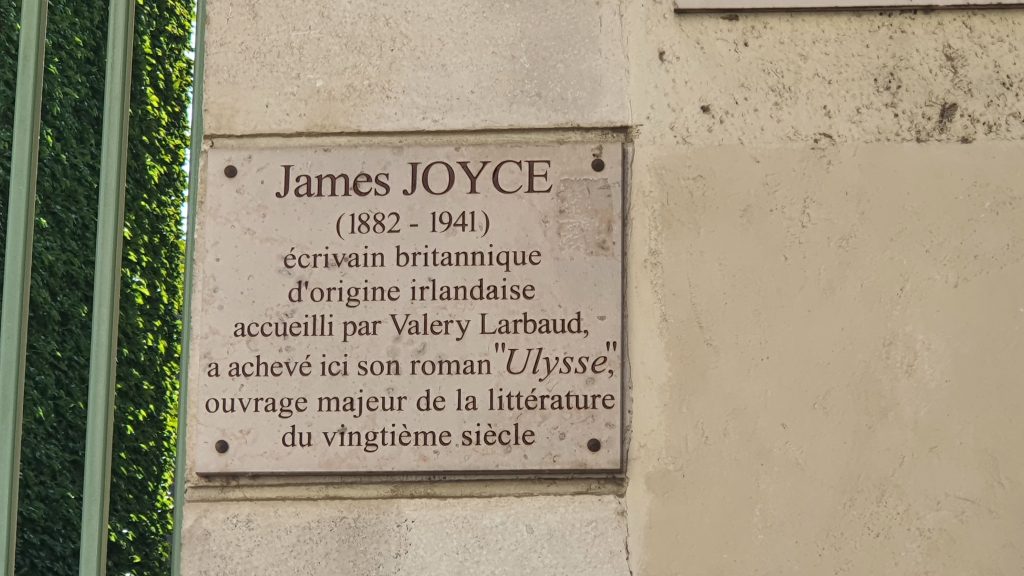 James JOYCE
(1882 - 1941)
écrivain britannique
d'origine irlandaise
accueilli par Valery Larbaud,
a achevé ici son roman "Ulysse",
ouvrage majeur de la littérature
du vingtième siècle